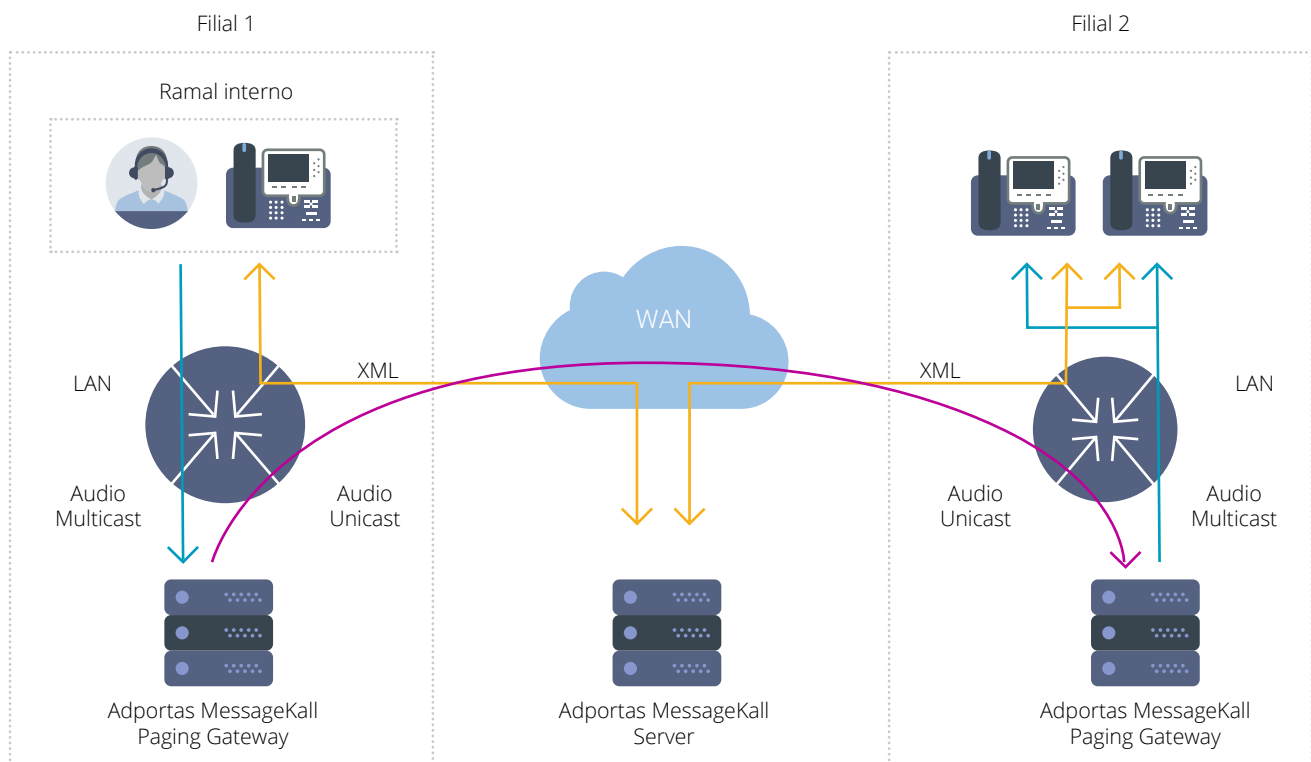 Filial 1
Filial 2
Ramal interno
WAN
LAN
XML
XML
LAN
Audio
Multicast
Audio
Unicast
Audio
Unicast
Audio
Multicast
Adportas MessageKall
Paging Gateway
Adportas MessageKall
Server
Adportas MessageKall
Paging Gateway